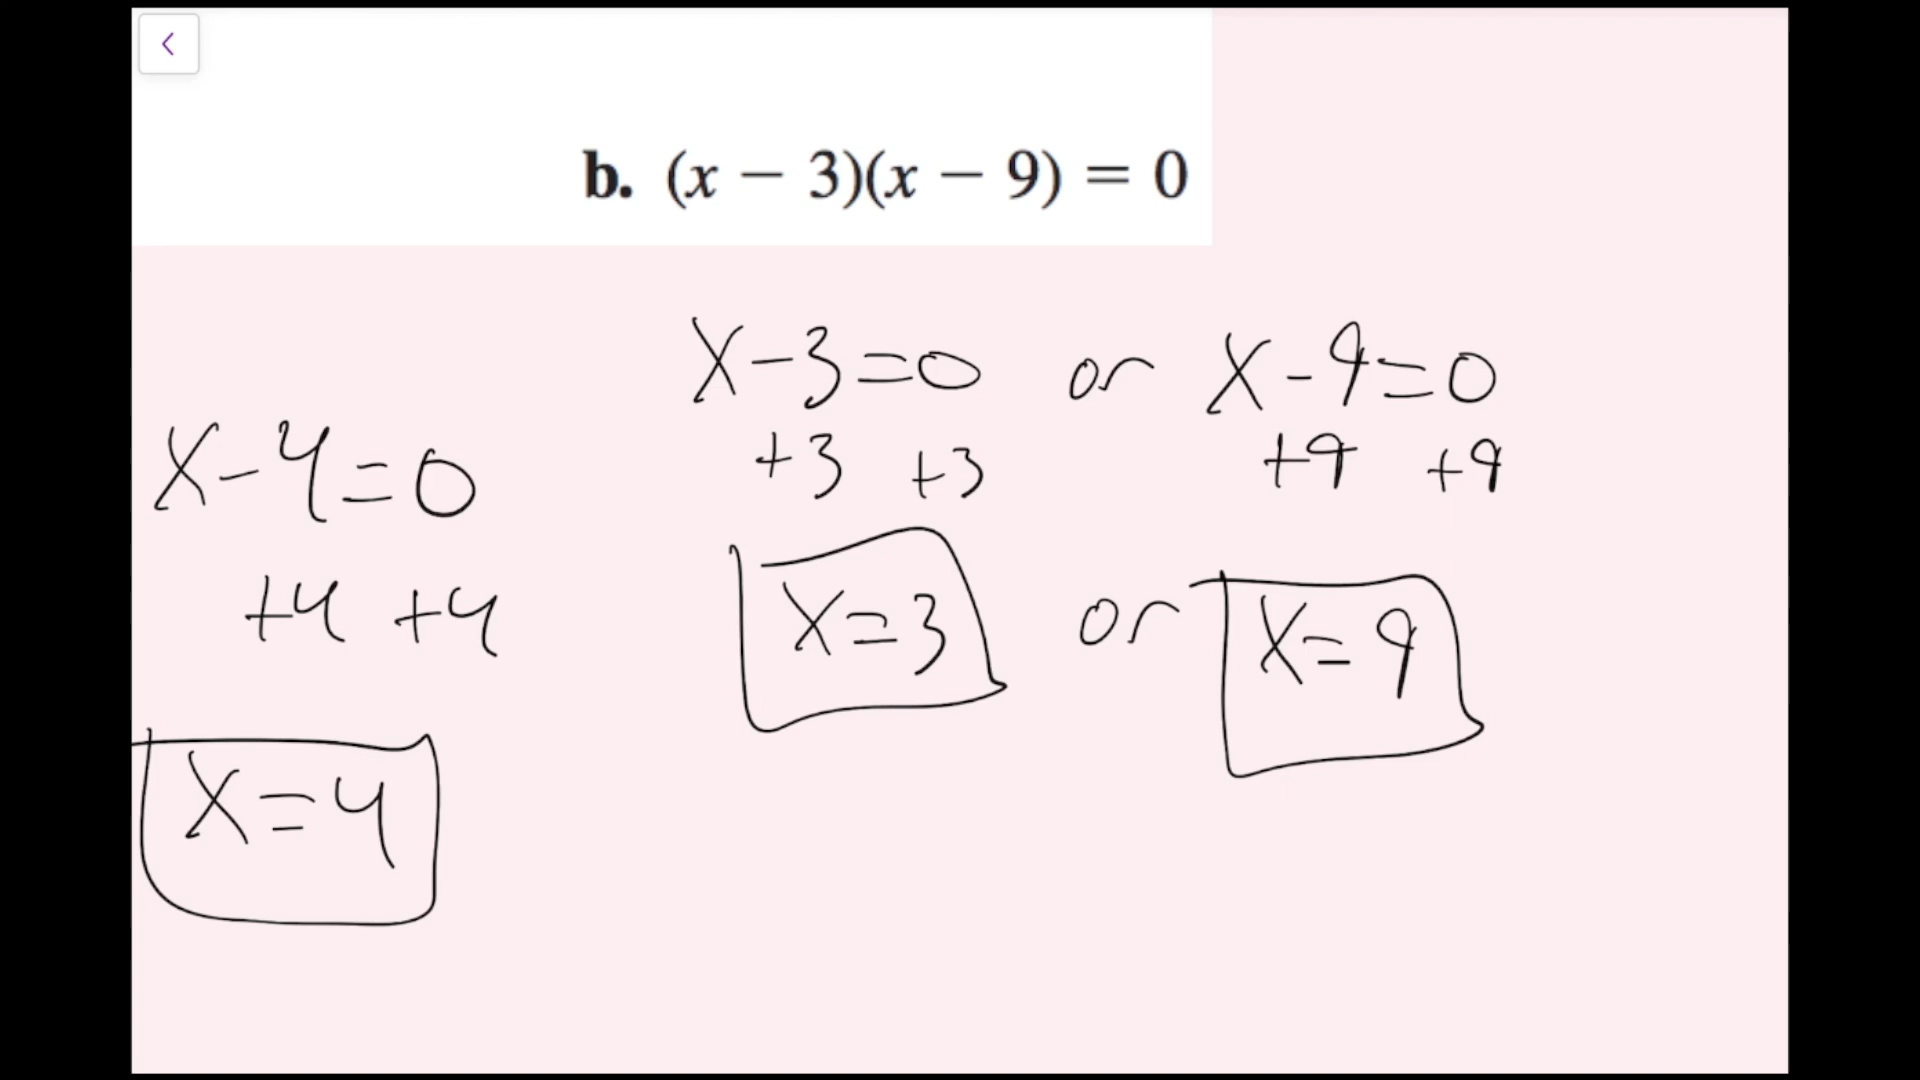 b. (x − 3)(x − 9) = 0
x-3=0 or x-9=0
+3 +3 +9 +9
x=3 or x=9
x-4=0
+4 +4
x=4